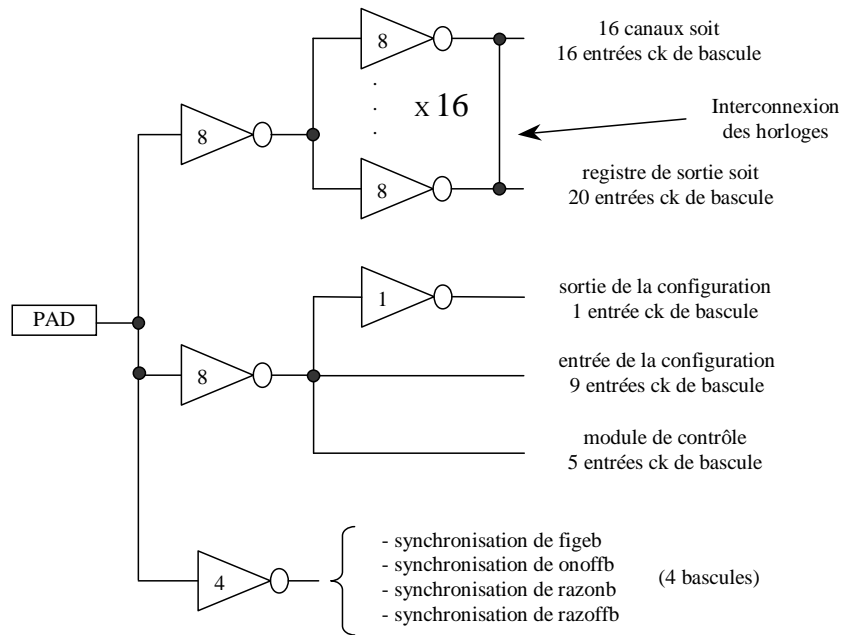 8
16 canaux soit
16 entrées ck de bascule
x 16
Interconnexion
des horloges
8
8
registre de sortie soit
20 entrées ck de bascule
1
sortie de la configuration
1 entrée ck de bascule
PAD
8
entrée de la configuration
9 entrées ck de bascule
module de contrôle
5 entrées ck de bascule
4
- synchronisation de figeb
- synchronisation de onoffb
- synchronisation de razonb
- synchronisation de razoffb
(4 bascules)